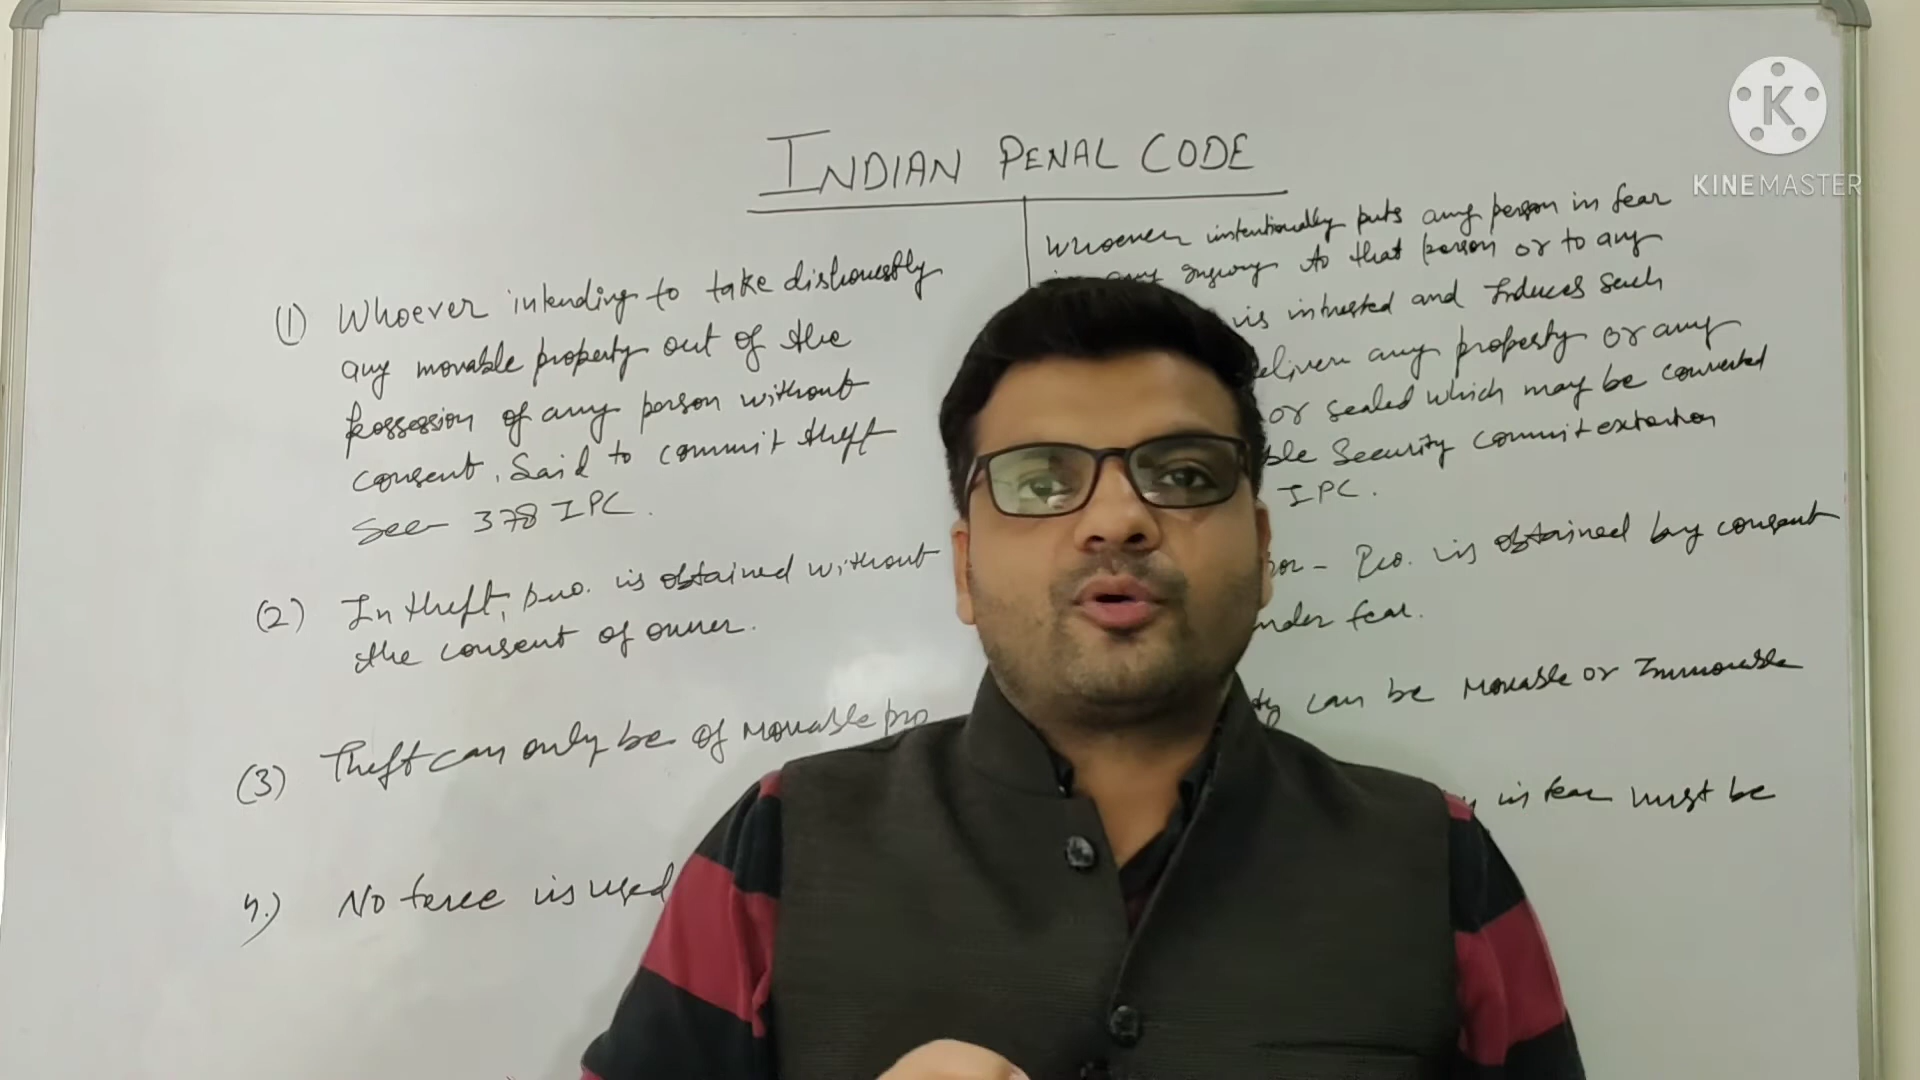 INDIAN PENAL CODE
(1) Whoever intending to take dishonestly
any movable property out of the
possession of any person without
consent, said to commit theft
Sec- 378 IPC.
(2) In theft, pro. is obtained without
the consent of owner.
(3) Theft can only be of movable pro
4.) No force is used
Whoever intentionally puts any person in fear
any injury to that person or to any
is intrested and Induces such
any property or any
or sealed which may be converted
Security commit extortion
IPC.
Pro. is obtained by consent
under fear.
can be Movable or Immovable
in fear must be
K
KINEMASTER